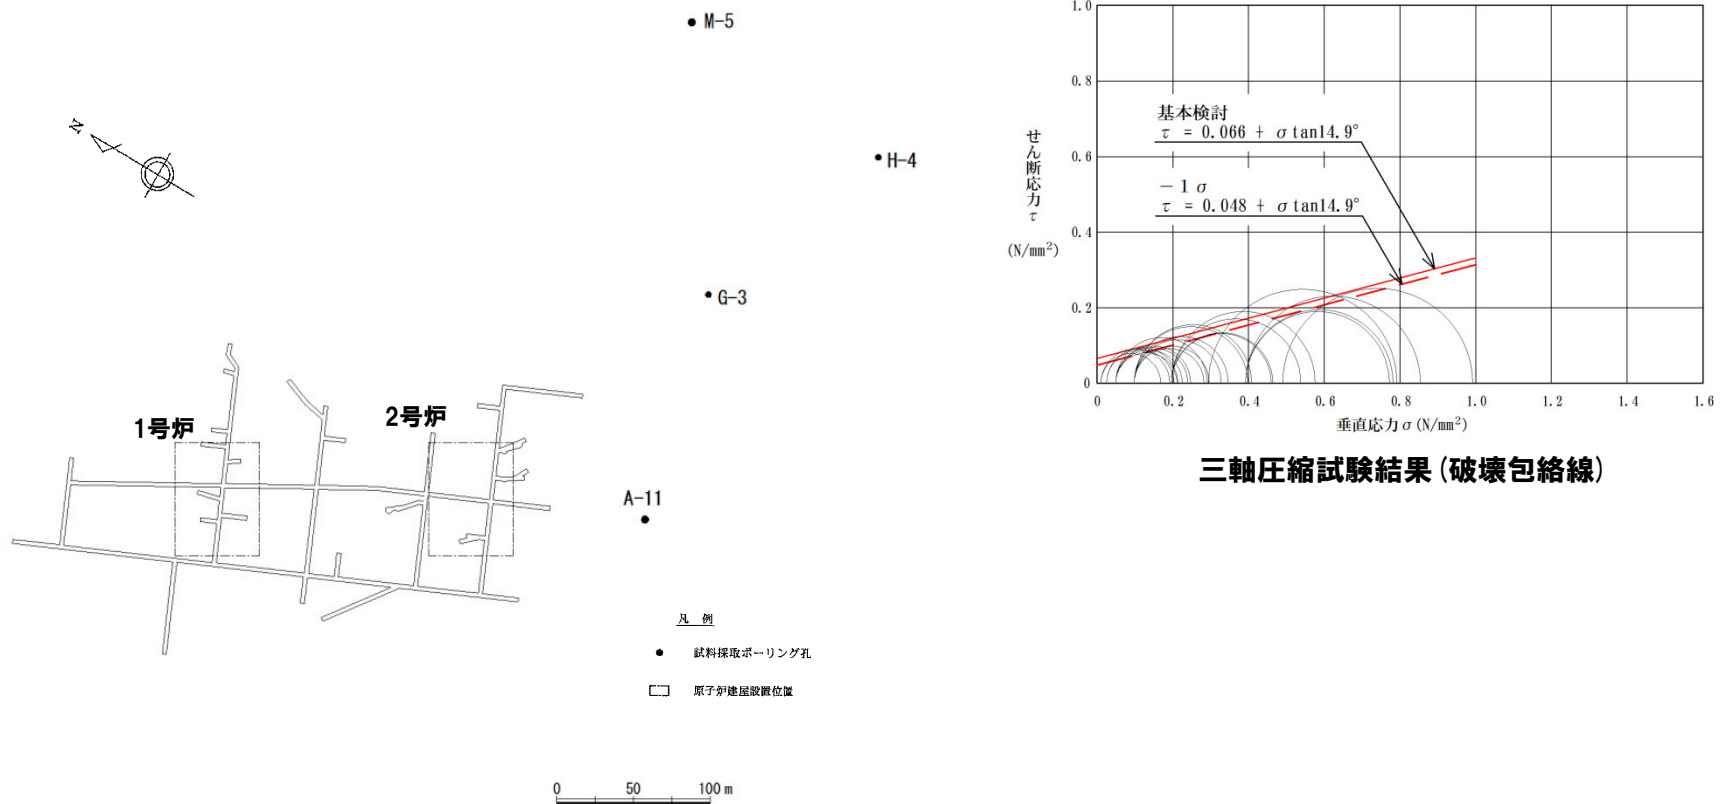 M-5
N
H-4
G-3
1号炉
2号炉
A-11
凡 例
試料採取ボーリング孔
原子炉建屋設置位置
0 50 100 m
せん断応力 τ
(N/mm²)
1.0
0.8
0.6
0.4
0.2
0
基本検討
τ = 0.066 + σtan14.9°
－1σ
τ = 0.048 + σtan14.9°
0 0.2 0.4 0.6 0.8 1.0 1.2 1.4 1.6
垂直応力σ(N/mm²)
三軸圧縮試験結果(破壊包絡線)